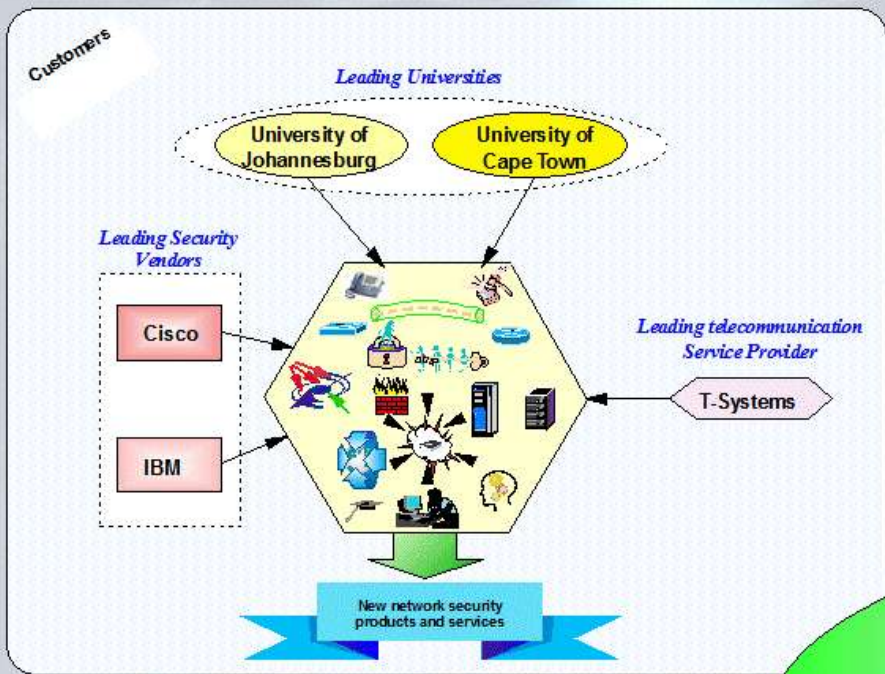 Customers
Leading Universities
University of
Johannesburg
University of
Cape Town
Leading Security
Vendors
Cisco
IBM
Leading telecommunication
Service Provider
T-Systems
New network security
products and services